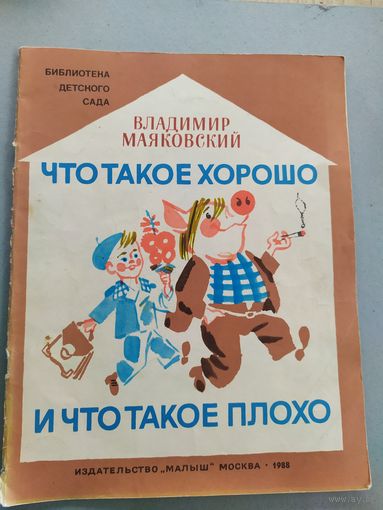 БИБЛИОТЕКА
ДЕТСКОГО
САДА
ВЛАДИМИР
МАЯКОВСКИЙ
ЧТО ТАКОЕ ХОРОШО
И ЧТО ТАКОЕ ПЛОХО
ИЗДАТЕЛЬСТВО „МАЛЫШ" МОСКВА · 1988